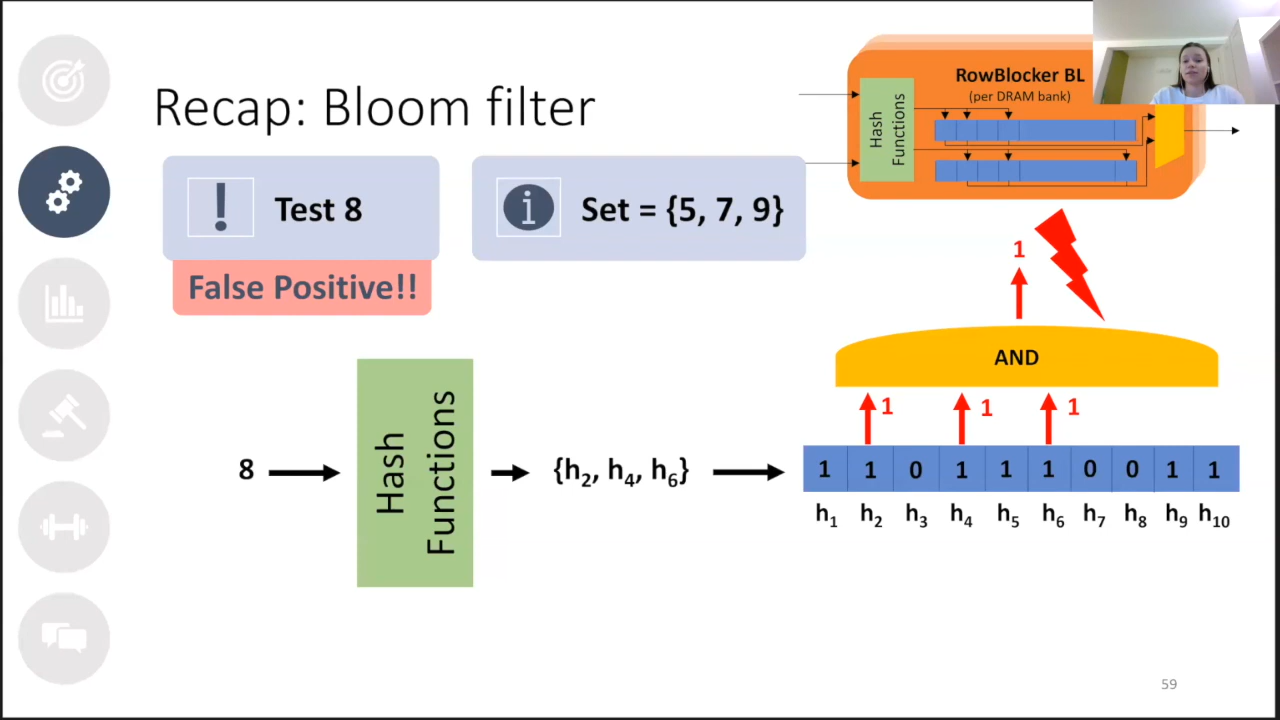 Recap: Bloom filter
RowBlocker BL
(per DRAM bank)
Hash
Functions
! Test 8
i Set = {5, 7, 9}
False Positive!!
1
AND
1 1 1
8
Hash
Functions
{h₂, h₄, h₆}
1 1 0 1 1 1 0 0 1 1
h₁ h₂ h₃ h₄ h₅ h₆ h₇ h₈ h₉ h₁₀
59